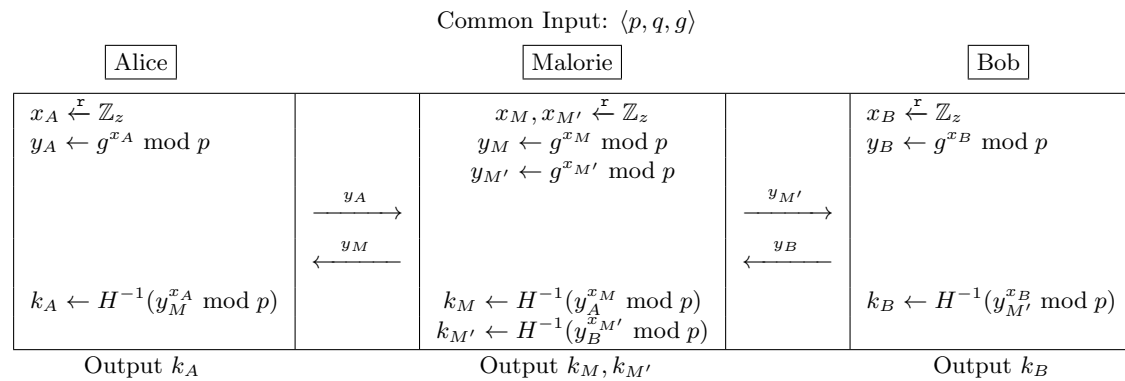 Common Input: ⟨p, q, g⟩
Alice Malorie Bob
x_A ←^r ℤ_z x_M, x_{M'} ←^r ℤ_z x_B ←^r ℤ_z
y_A ← g^{x_A} mod p y_M ← g^{x_M} mod p y_B ← g^{x_B} mod p
y_{M'} ← g^{x_{M'}} mod p
y_A y_{M'}
y_M y_B
k_A ← H^{-1}(y_M^{x_A} mod p) k_M ← H^{-1}(y_A^{x_M} mod p) k_B ← H^{-1}(y_{M'}^{x_B} mod p)
k_{M'} ← H^{-1}(y_B^{x_{M'}} mod p)
Output k_A Output k_M, k_{M'} Output k_B